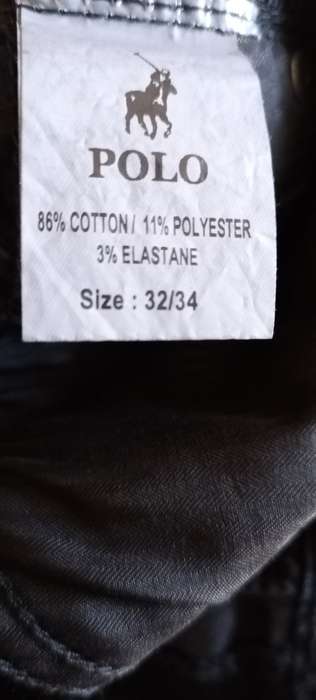 POLO
86% COTTON/ 11% POLYESTER
3% ELASTANE
Size : 32/34